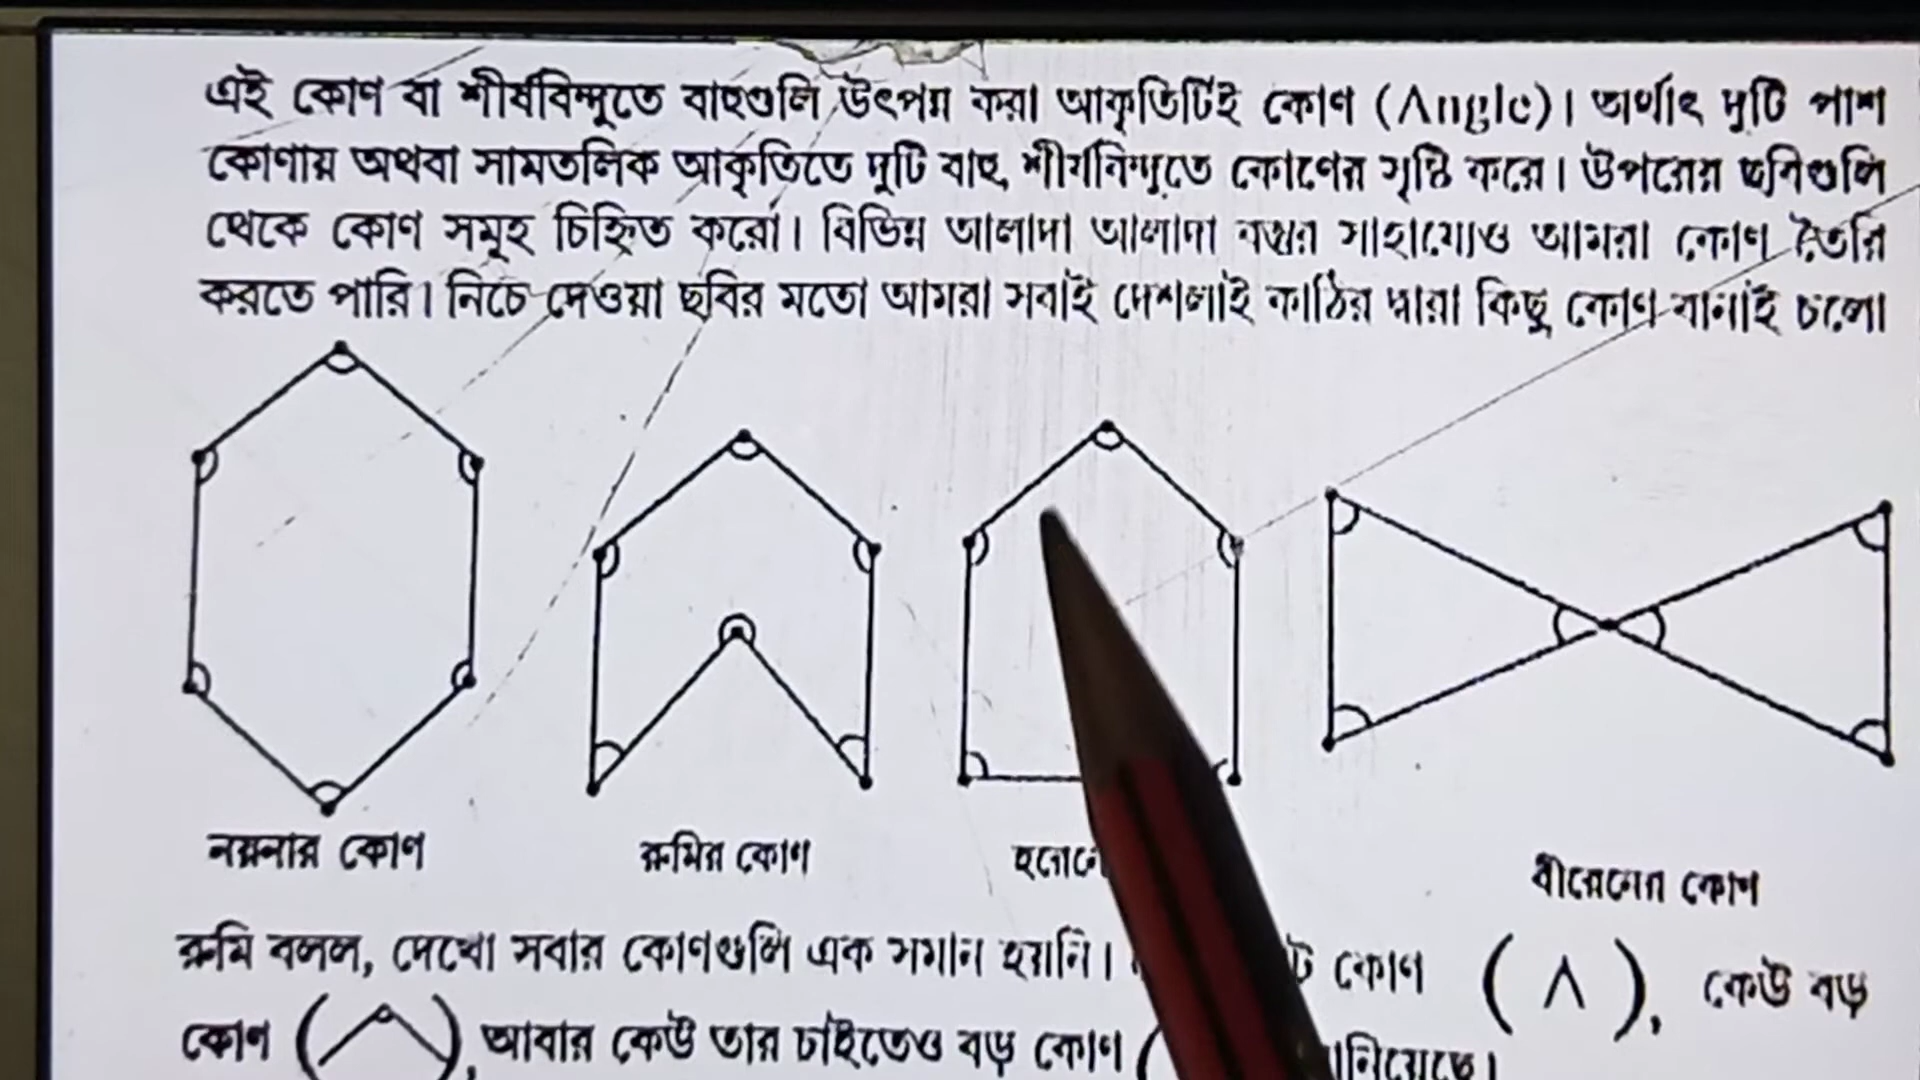 এই কোণ বা শীর্ষবিন্দুতে বাহুগুলি উৎপন্ন করা আকৃতিটিই কোণ (Angle)। অর্থাৎ দুটি পাশ
কোণায় অথবা সামতলিক আকৃতিতে দুটি বাহু শীর্ষবিন্দুতে কোণের সৃষ্টি করে। উপরের ছবিগুলি
থেকে কোণ সমূহ চিহ্নিত করো। বিভিন্ন আলাদা আলাদা বস্তুর সাহায্যেও আমরা কোণ তৈরি
করতে পারি। নিচে দেওয়া ছবির মতো আমরা সবাই দেশলাই কাঠির দ্বারা কিছু কোণ বানাই চলো
নয়নার কোণ রুমির কোণ বীরেনের কোণ
রুমি বলল, দেখো সবার কোণগুলি এক সমান হয়নি। কোণ ( ), কেউ বড়
কোণ ( ), আবার কেউ তার চাইতেও বড় কোণ (